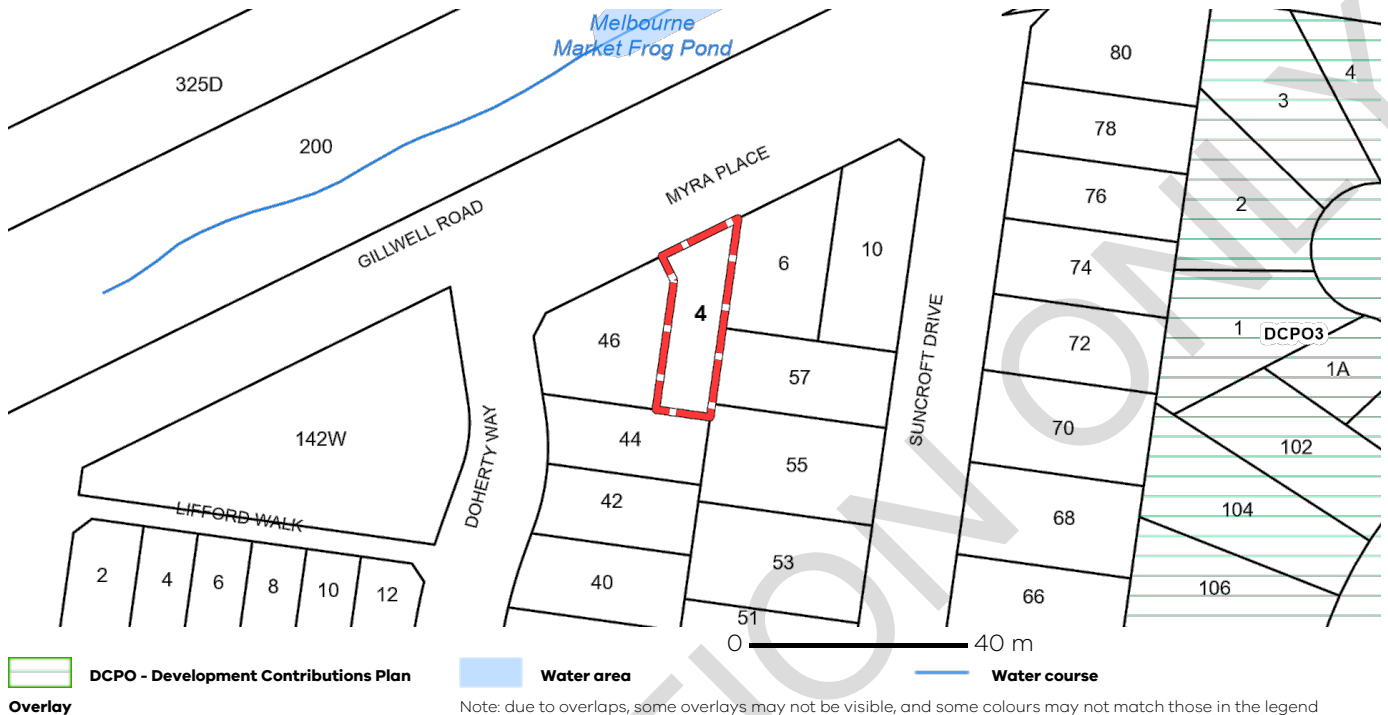 Melbourne
Market Frog Pond
325D
200
GILLWELL ROAD
MYRA PLACE
80
78
76
74
72
70
68
66
4
3
2
1
DCPO3
1A
102
104
106
6
10
4
46
57
SUNCROFT DRIVE
44
55
42
53
40
51
142W
DOHERTY WAY
LIFFORD WALK
2
4
6
8
10
12
0
40 m
DCPO - Development Contributions Plan
Overlay
Water area
Water course
Note: due to overlaps, some overlays may not be visible, and some colours may not match those in the legend
ION ONLY